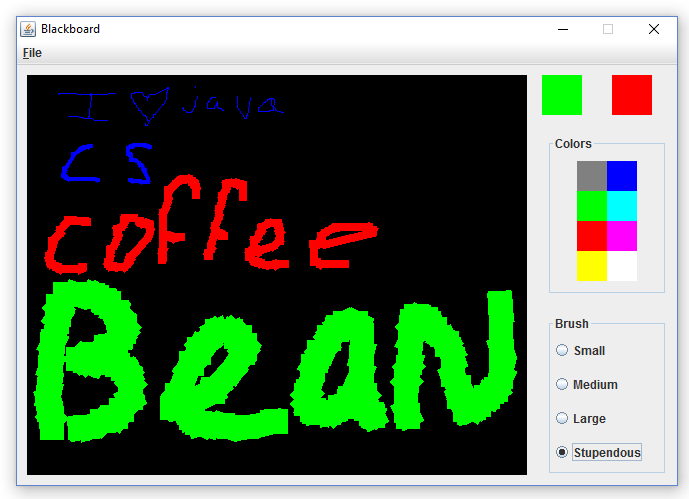 Blackboard
File
I ♡ Java
CS
coffee
BeaN
Colors
Brush
Small
Medium
Large
Stupendous